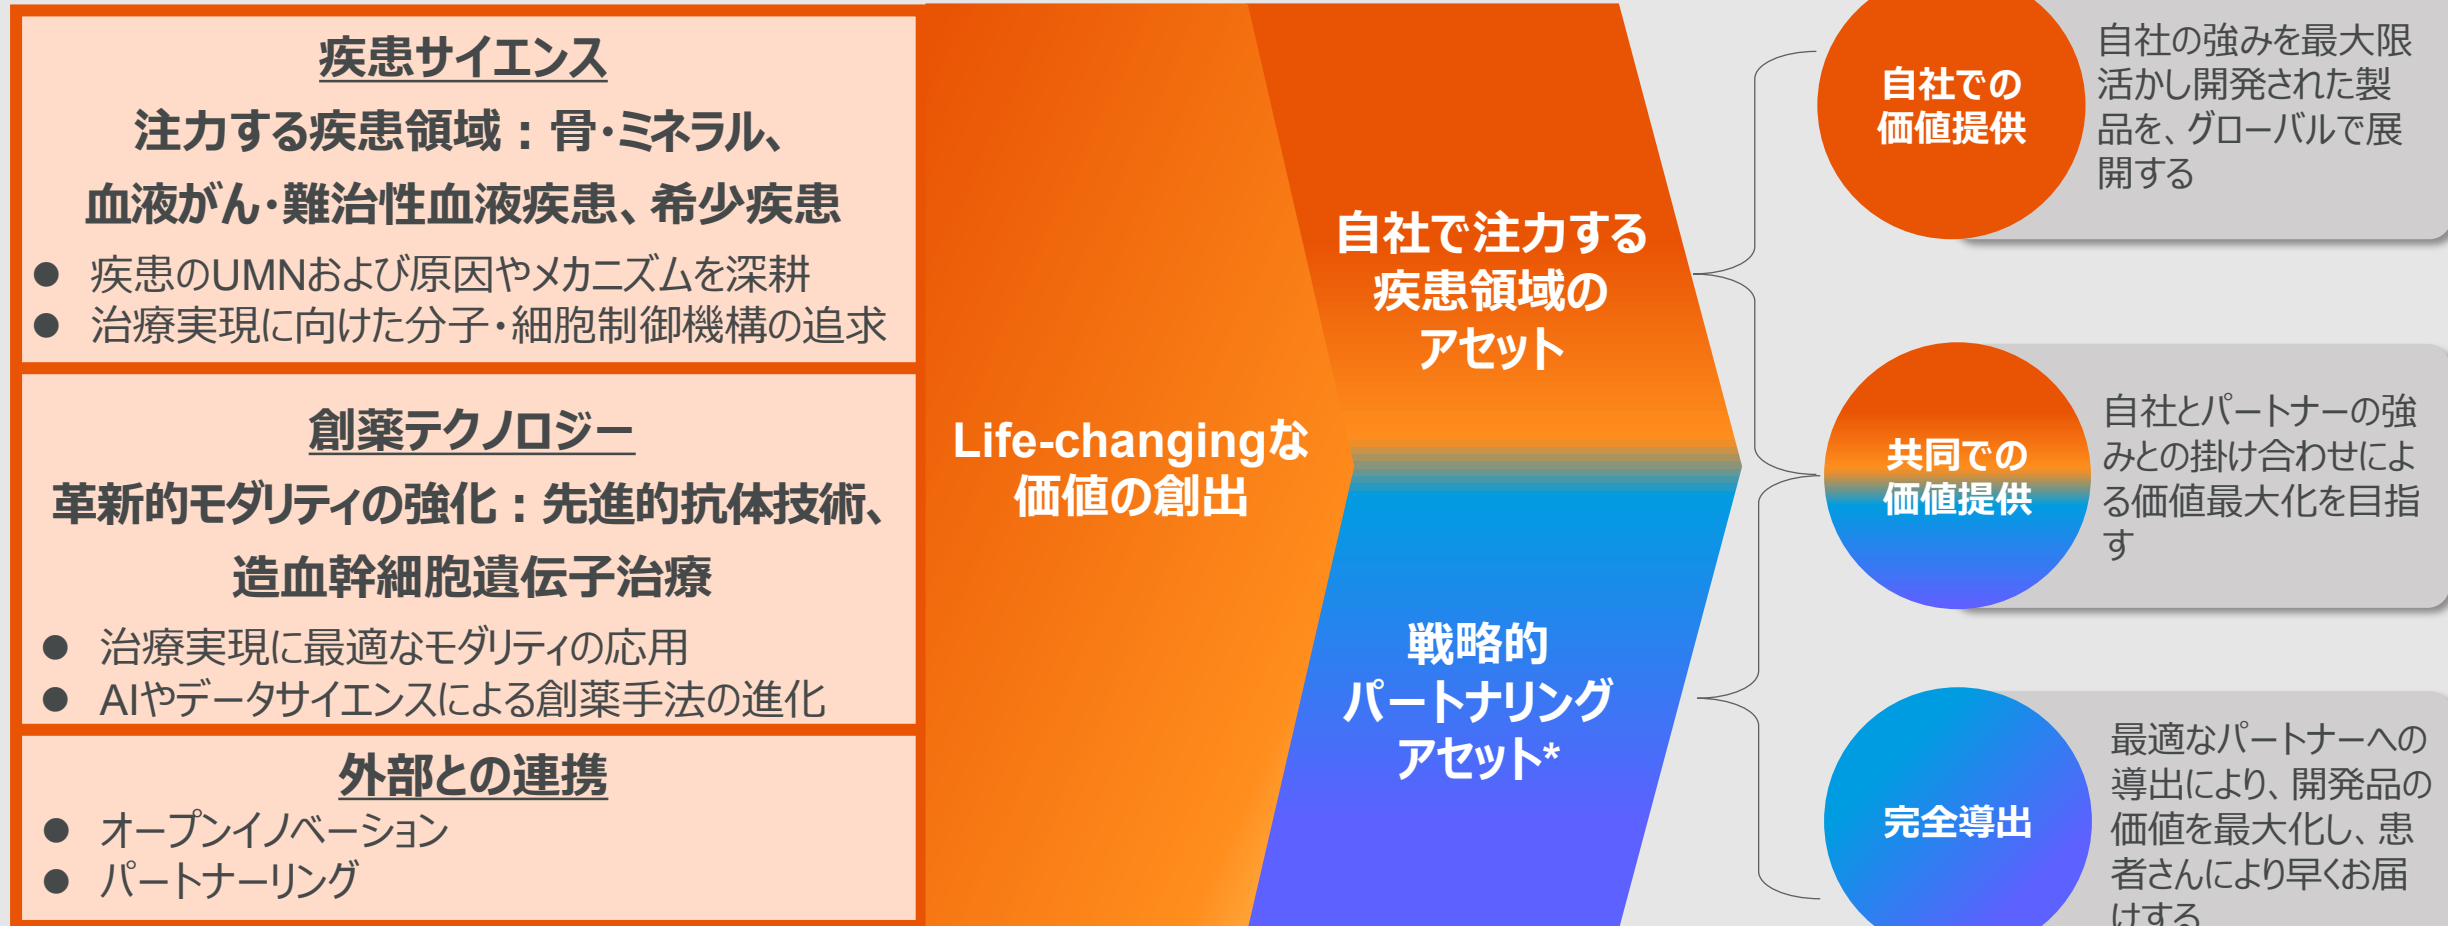 疾患サイエンス
注力する疾患領域：骨・ミネラル、
血液がん・難治性血液疾患、希少疾患
● 疾患のUMNおよび原因やメカニズムを深耕
● 治療実現に向けた分子・細胞制御機構の追求
創薬テクノロジー
革新的モダリティの強化：先進的抗体技術、
造血幹細胞遺伝子治療
● 治療実現に最適なモダリティの応用
● AIやデータサイエンスによる創薬手法の進化
外部との連携
● オープンイノベーション
● パートナーリング
Life-changingな
価値の創出
自社で注力する
疾患領域の
アセット
戦略的
パートナリング
アセット*
自社での
価値提供
自社の強みを最大限
活かし開発された製
品を、グローバルで展
開する
共同での
価値提供
自社とパートナーの強
みとの掛け合わせによ
る価値最大化を目指
す
完全導出
最適なパートナーへの
導出により、開発品の
価値を最大化し、患
者さんにより早くお届
けする